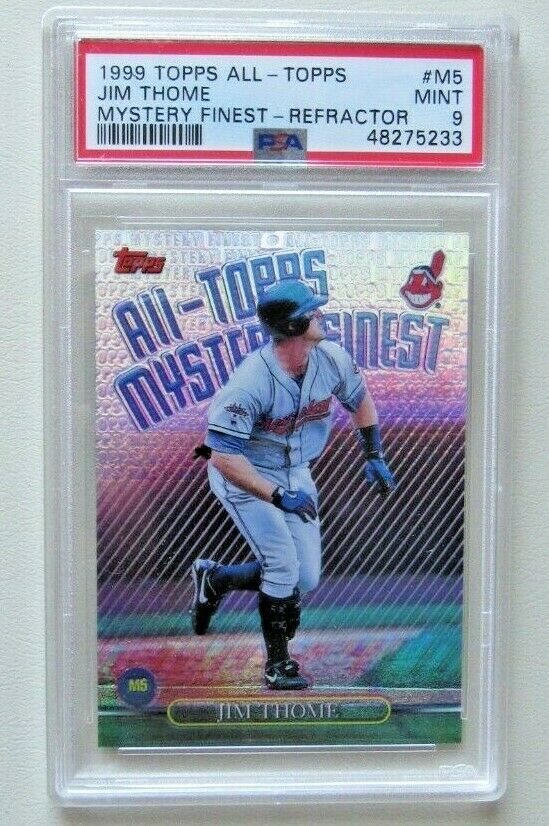 1999 TOPPS ALL-TOPPS #M5
JIM THOME MINT
MYSTERY FINEST-REFRACTOR 9
PSA 48275233
Topps
All-TOPPS
MYSTER FINEST
M5
JIM THOME